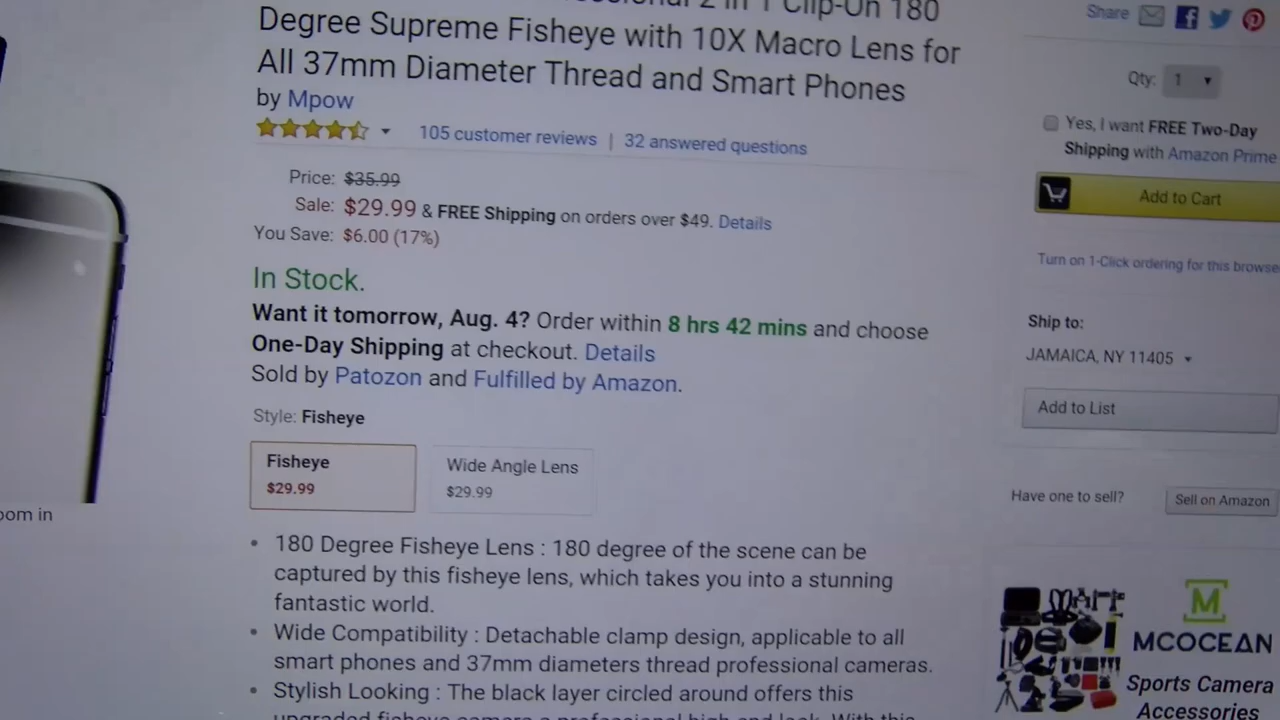 2 in 1 Clip-On 180
Degree Supreme Fisheye with 10X Macro Lens for
All 37mm Diameter Thread and Smart Phones
by Mpow
105 customer reviews | 32 answered questions
Price: $35.99
Sale: $29.99 & FREE Shipping on orders over $49. Details
You Save: $6.00 (17%)
In Stock.
Want it tomorrow, Aug. 4? Order within 8 hrs 42 mins and choose
One-Day Shipping at checkout. Details
Sold by Patozon and Fulfilled by Amazon.
Style: Fisheye
Fisheye
$29.99
Wide Angle Lens
$29.99
oom in
• 180 Degree Fisheye Lens : 180 degree of the scene can be
captured by this fisheye lens, which takes you into a stunning
fantastic world.
• Wide Compatibility : Detachable clamp design, applicable to all
smart phones and 37mm diameters thread professional cameras.
• Stylish Looking : The black layer circled around offers this
Share
Qty: 1
Yes, I want FREE Two-Day
Shipping with Amazon Prime
Add to Cart
Turn on 1-Click ordering for this browse
Ship to:
JAMAICA, NY 11405
Add to List
Have one to sell?
Sell on Amazon
M
MCOCEAN
Sports Camera
Accessories